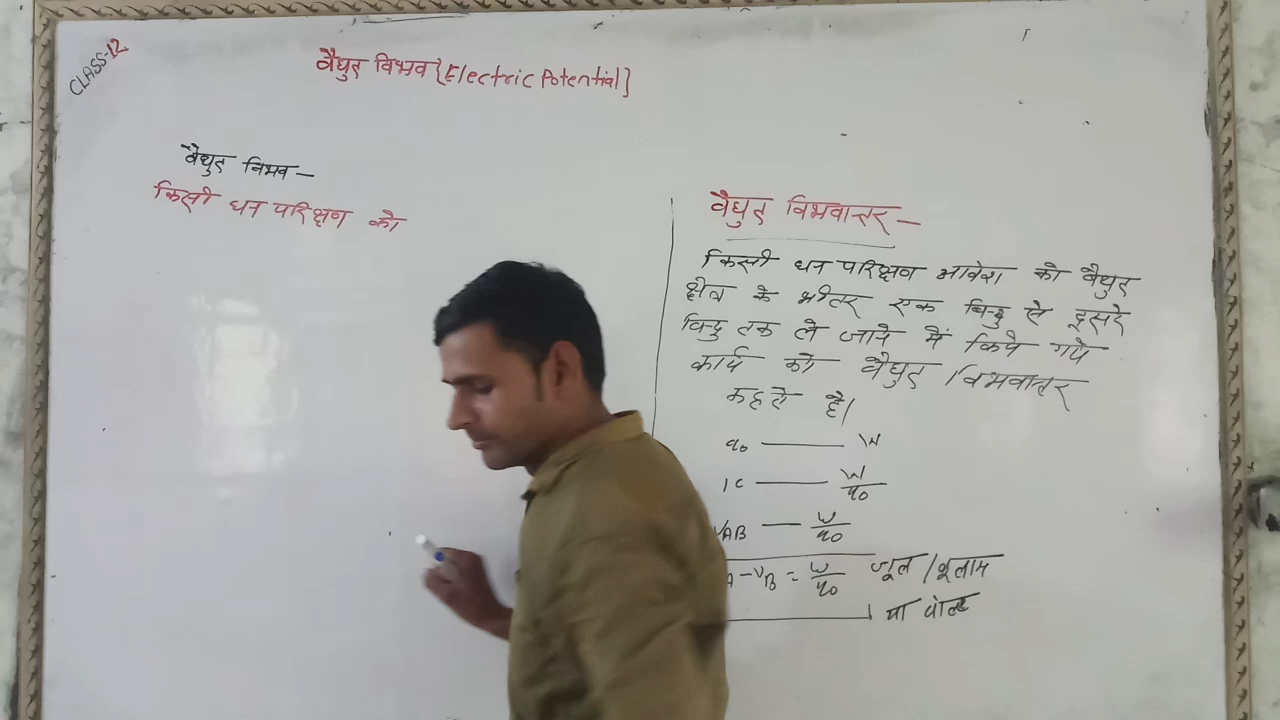 CLASS-12
वैद्युत विभव {Electric Potential}
वैद्युत विभव —
किसी धन परिक्षण को
वैद्युत विभवान्तर —
किसी धन परिक्षण आवेश को वैद्युत
क्षेत्र के भीतर एक बिन्दु से दूसरे
बिन्दु तक ले जाने में किये गये
कार्य को वैद्युत विभवान्तर
कहते है।
q₀ — W
1C — W/q₀
VAB — W/q₀
A - VB = W/q₀ जूल/कूलाम
या वोल्ट